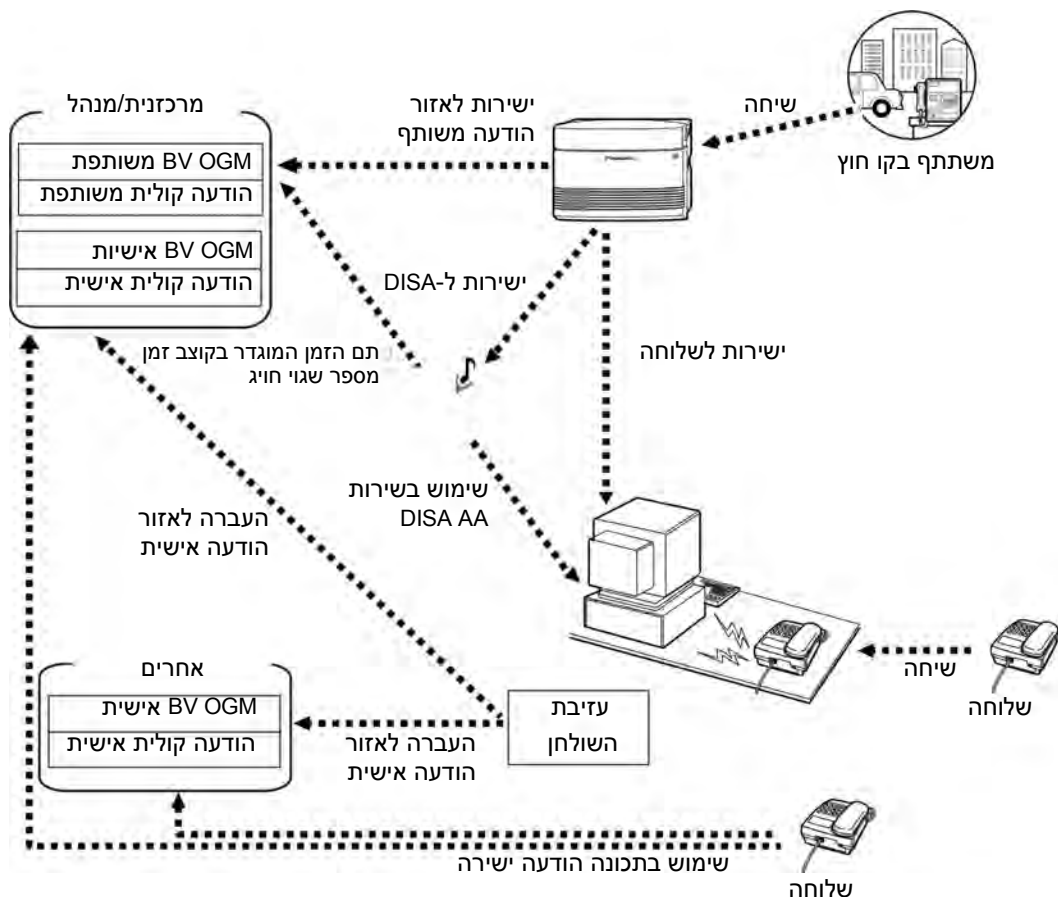 מרכזנית/מנהל
BV OGM משותפת
הודעה קולית משותפת
BV OGM אישיות
הודעה קולית אישית
ישירות לאזור
הודעה משותף
שיחה
משתתף בקו חוץ
ישירות ל-DISA
ישירות לשלוחה
תם הזמן המוגדר בקוצב זמן
מספר שגוי חויג
שימוש בשירות
DISA AA
העברה לאזור
הודעה אישית
שיחה
שלוחה
אחרים
BV OGM אישית
הודעה קולית אישית
העברה לאזור
הודעה אישית
עזיבת
השולחן
שימוש בתכונה הודעה ישירה
שלוחה